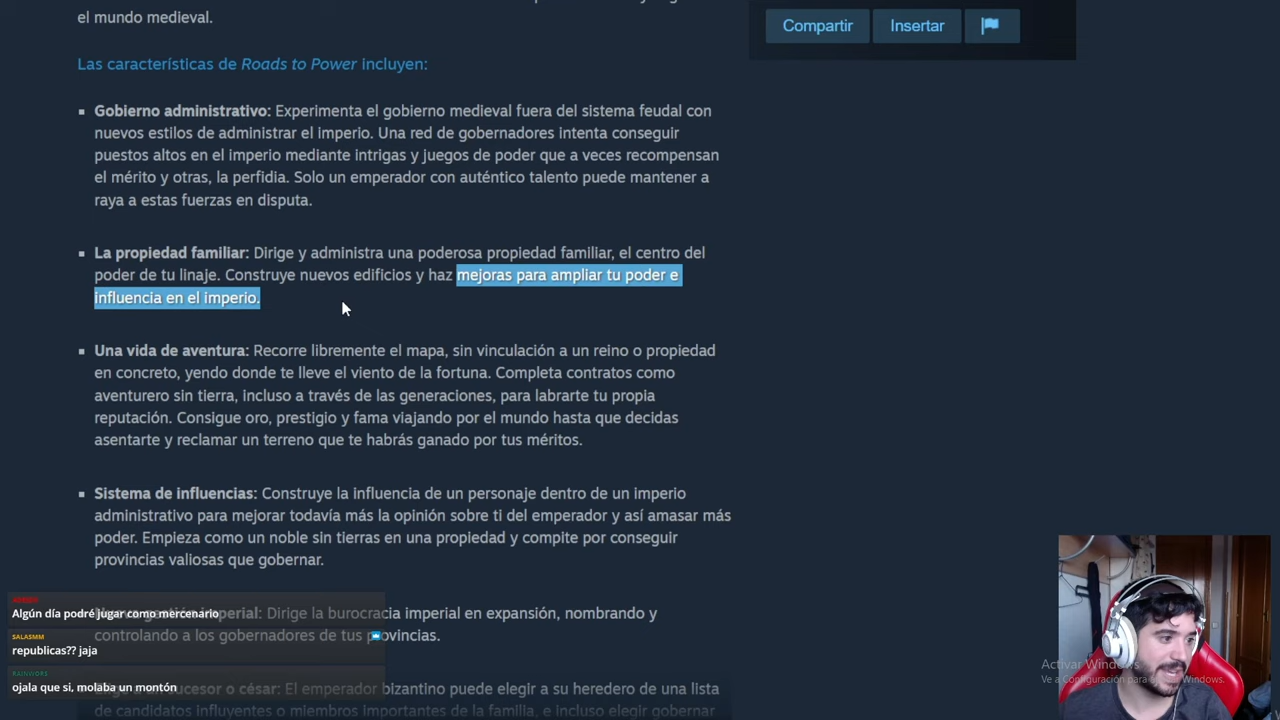 el mundo medieval.
Compartir
Insertar
Las características de Roads to Power incluyen:
Gobierno administrativo: Experimenta el gobierno medieval fuera del sistema feudal con
nuevos estilos de administrar el imperio. Una red de gobernadores intenta conseguir
puestos altos en el imperio mediante intrigas y juegos de poder que a veces recompensan
el mérito y otras, la perfidia. Solo un emperador con auténtico talento puede mantener a
raya a estas fuerzas en disputa.
La propiedad familiar: Dirige y administra una poderosa propiedad familiar, el centro del
poder de tu linaje. Construye nuevos edificios y haz mejoras para ampliar tu poder e
influencia en el imperio.
Una vida de aventura: Recorre libremente el mapa, sin vinculación a un reino o propiedad
en concreto, yendo donde te lleve el viento de la fortuna. Completa contratos como
aventurero sin tierra, incluso a través de las generaciones, para labrarte tu propia
reputación. Consigue oro, prestigio y fama viajando por el mundo hasta que decidas
asentarte y reclamar un terreno que te habrás ganado por tus méritos.
Sistema de influencias: Construye la influencia de un personaje dentro de un imperio
administrativo para mejorar todavía más la opinión sobre ti del emperador y así amasar más
poder. Empieza como un noble sin tierras en una propiedad y compite por conseguir
provincias valiosas que gobernar.
gestión imperial: Dirige la burocracia imperial en expansión, nombrando y
controlando a los gobernadores de tus provincias.
sucesor o césar: El emperador bizantino puede elegir a su heredero de una lista
de candidatos influyentes o miembros importantes de la familia, e incluso elegir gobernar
Algún día podré jugar como mercenario
SALASMM
republicas?? jaja
ojala que si, molaba un montón
Activar Windows
Ve a Configuración para activar Windows.